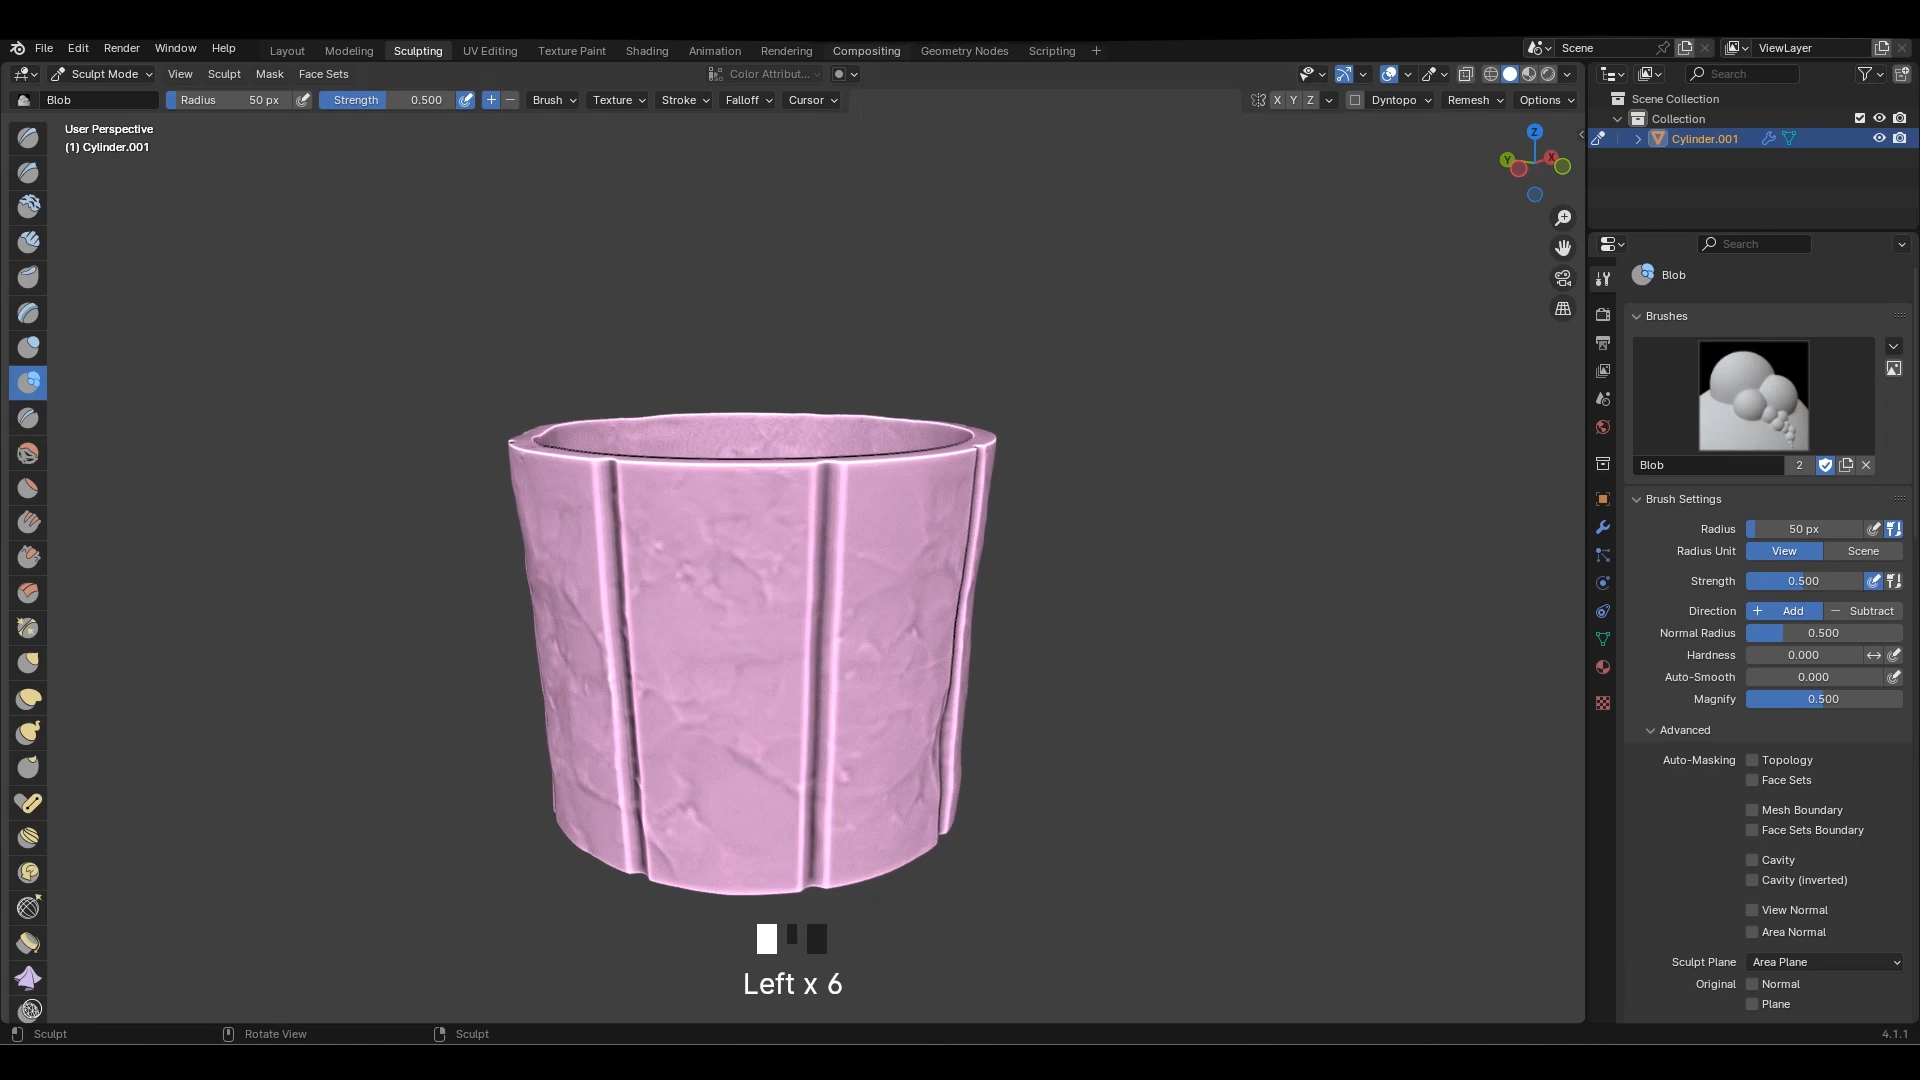 File Edit Render Window Help Layout Modeling Sculpting UV Editing Texture Paint Shading Animation Rendering Compositing Geometry Nodes Scripting + Scene ViewLayer
Sculpt Mode View Sculpt Mask Face Sets Color Attribut... Search
Blob Radius 50 px Strength 0.500 + − Brush Texture Stroke Falloff Cursor X Y Z Dyntopo Remesh Options
Scene Collection
Collection
Cylinder.001
User Perspective
(1) Cylinder.001
Z
Y X
Search
Blob
Brushes
Blob 2
Brush Settings
Radius 50 px
Radius Unit View Scene
Strength 0.500
Direction + Add − Subtract
Normal Radius 0.500
Hardness 0.000
Auto-Smooth 0.000
Magnify 0.500
Advanced
Auto-Masking Topology
Face Sets
Mesh Boundary
Face Sets Boundary
Cavity
Cavity (inverted)
View Normal
Area Normal
Sculpt Plane Area Plane
Original Normal
Plane
Left x 6
Sculpt Rotate View Sculpt 4.1.1